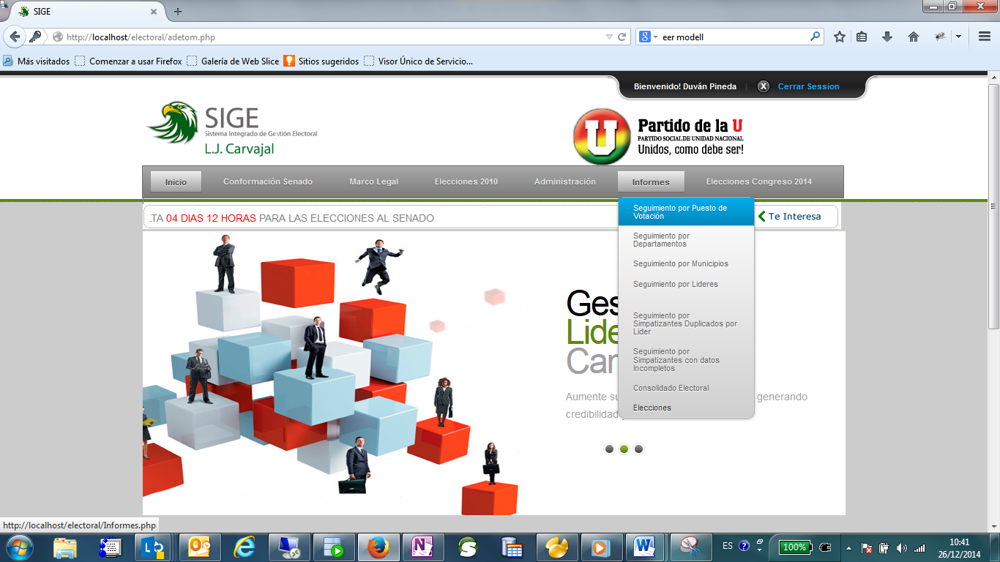 SIGE
http://localhost/electoral/adetom.php
eer modell
Más visitados
Comenzar a usar Firefox
Galería de Web Slice
Sitios sugeridos
Visor Único de Servicio...
Bienvenido! Duván Pineda | X Cerrar Session
SIGE
Sistema Integrado de Gestión Electoral
L.J. Carvajal
U
Partido de la U
PARTIDO SOCIAL DE UNIDAD NACIONAL
Unidos, como debe ser!
Inicio
Conformación Senado
Marco Legal
Elecciones 2010
Administración
Informes
Elecciones Congreso 2014
.TA 04 DIAS 12 HORAS PARA LAS ELECCIONES AL SENADO
Te Interesa
Seguimiento por Puesto de
Votación
Seguimiento por
Departamentos
Seguimiento por Municipios
Seguimiento por Lideres
Seguimiento por
Simpatizantes Duplicados por
Lider
Seguimiento por
Simpatizantes con datos
Incompletos
Consolidado Electoral
Elecciones
Ges
Lide
Car
Aumente su
generando
credibilidad y
http://localhost/electoral/Informes.php
ES
100%
10:41
26/12/2014